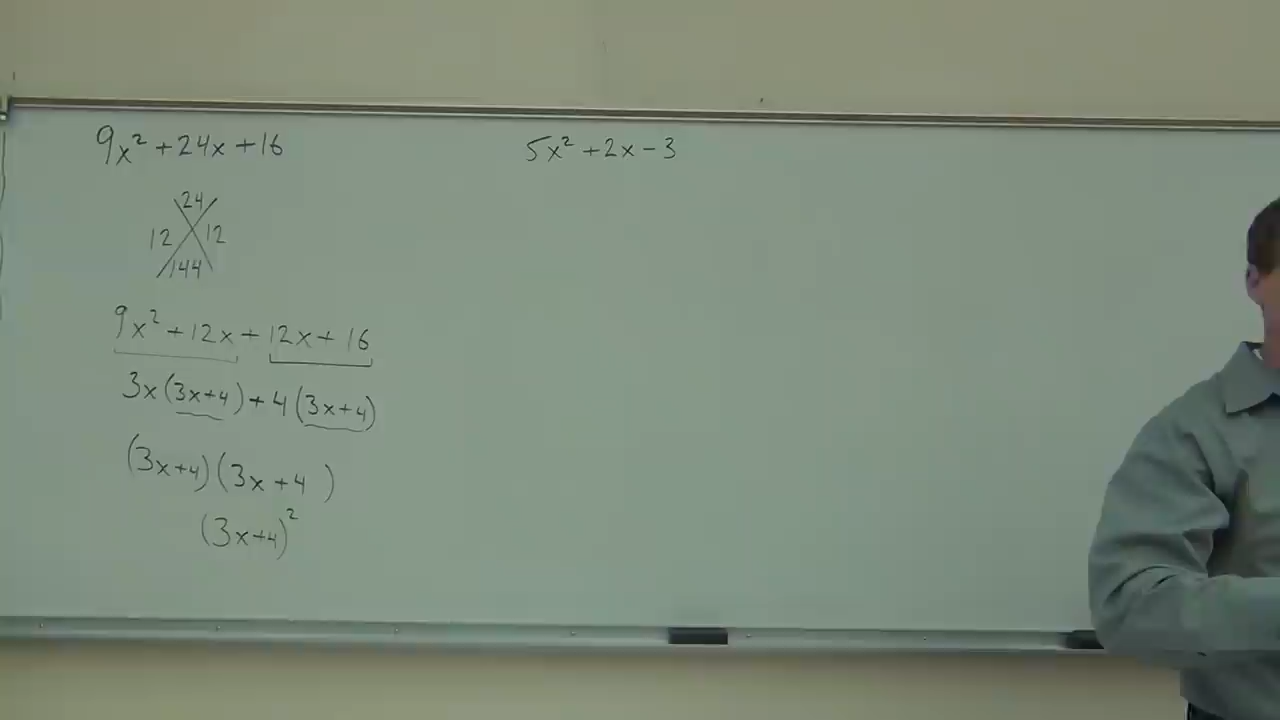 9x² + 24x + 16
24
12 12
144
9x² + 12x + 12x + 16
3x(3x+4) + 4(3x+4)
(3x+4)(3x+4)
(3x+4)²
5x² + 2x - 3